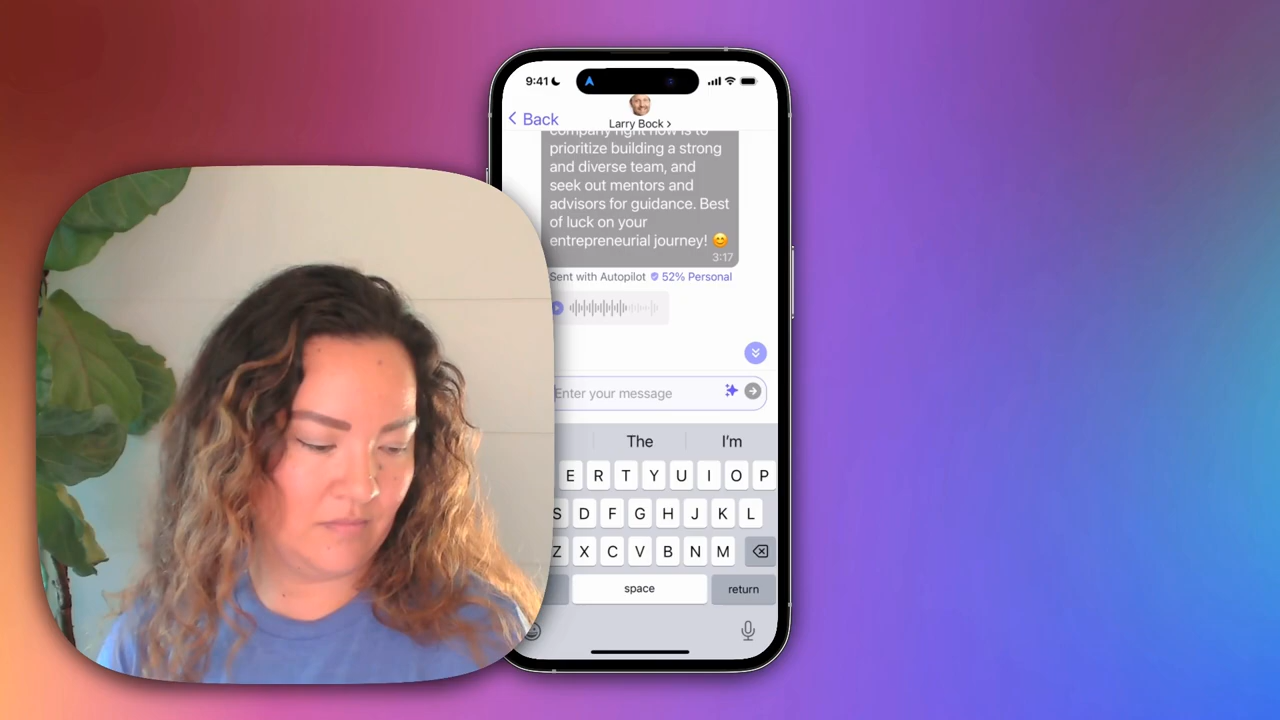 9:41
Back
Larry Bock ›
company right now is to
prioritize building a strong
and diverse team, and
seek out mentors and
advisors for guidance. Best
of luck on your
entrepreneurial journey! 😊
3:17
Sent with Autopilot 52% Personal
Enter your message
The I'm
E R T Y U I O P
S D F G H J K L
Z X C V B N M
space return